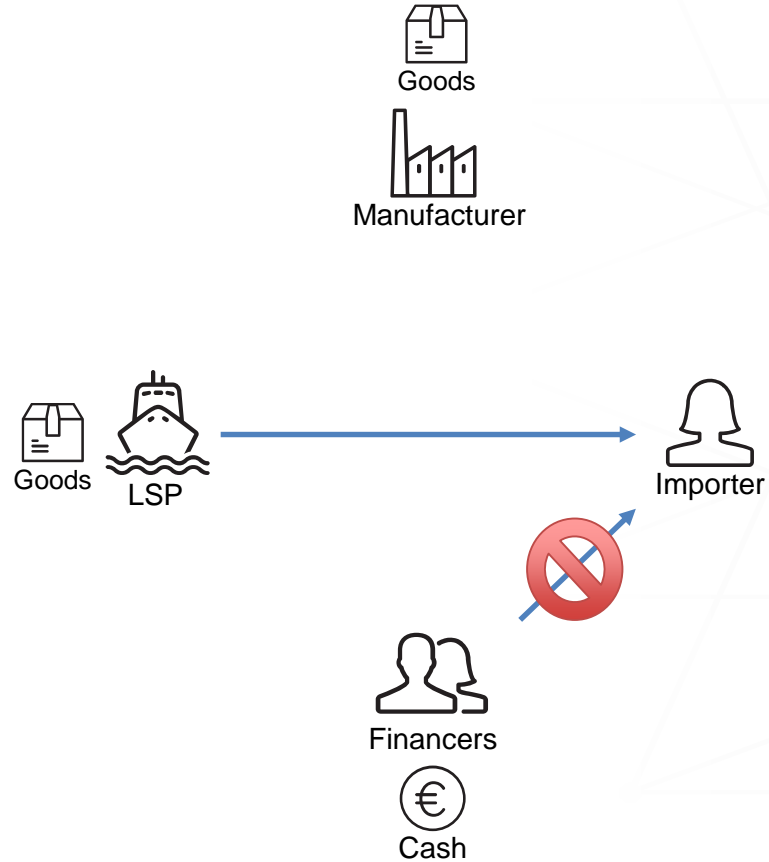 Goods
Manufacturer
Goods
LSP
Importer
Financers
€
Cash